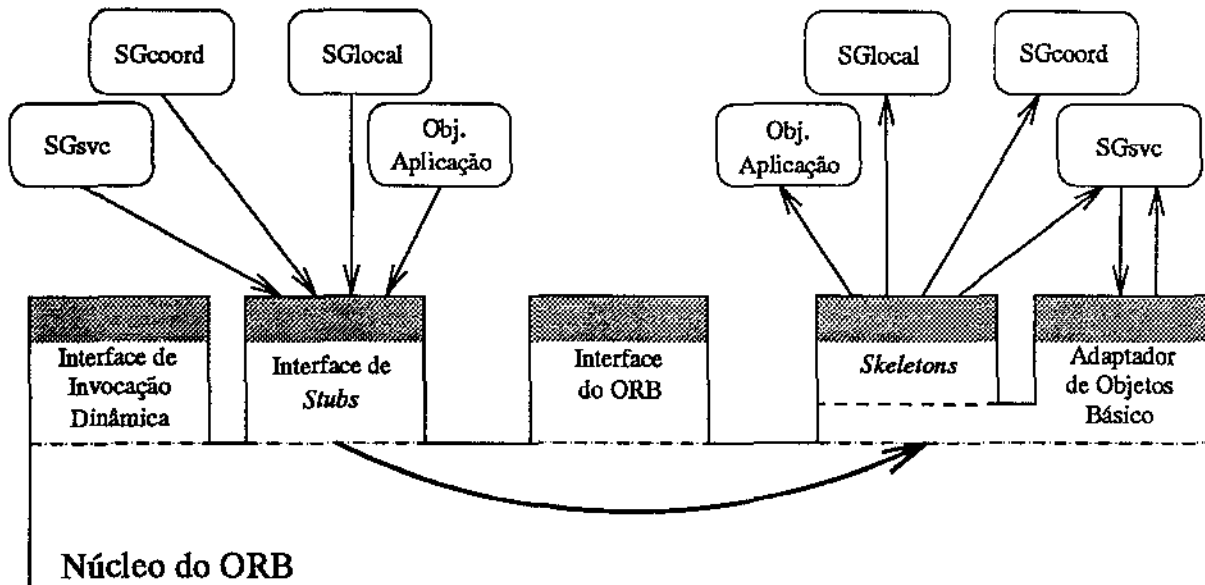 SGcoord
SGlocal
SGlocal
SGcoord
SGsvc
Obj.
Aplicação
Obj.
Aplicação
SGsvc
Interface de
Invocação
Dinâmica
Interface de
Stubs
Interface
do ORB
Skeletons
Adaptador
de Objetos
Básico
Núcleo do ORB